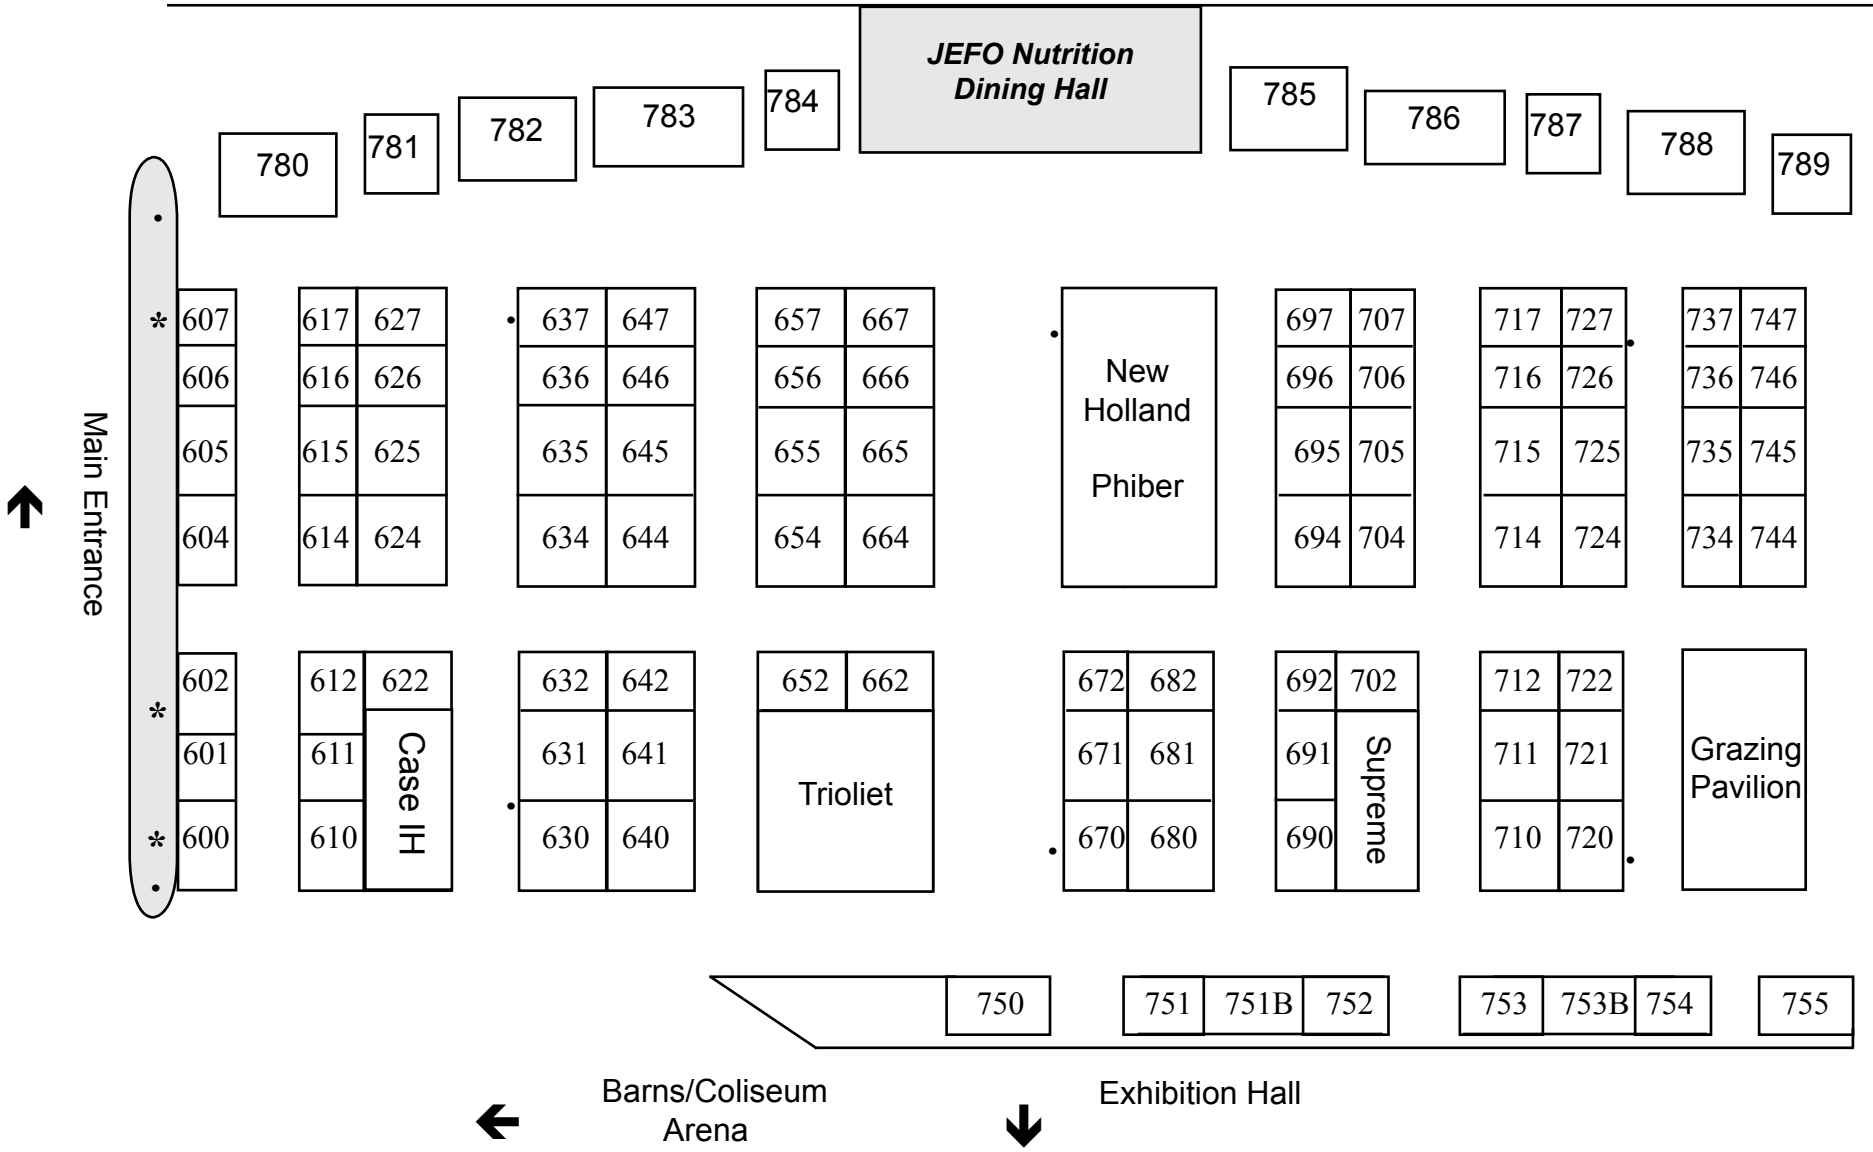 JEFO Nutrition
Dining Hall
780 781 782 783 784 785 786 787 788 789
Main Entrance
* 607 617 627 637 647 657 667 697 707 717 727 737 747
606 616 626 636 646 656 666 696 706 716 726 736 746
605 615 625 635 645 655 665 695 705 715 725 735 745
604 614 624 634 644 654 664 694 704 714 724 734 744
New
Holland
Phiber
602 612 622 632 642 652 662 672 682 692 702 712 722
* 601 611 631 641 671 681 691 711 721
* 600 610 630 640 670 680 690 710 720
Case IH
Trioliet
Supreme
Grazing
Pavilion
750 751 751B 752 753 753B 754 755
Barns/Coliseum
Arena
Exhibition Hall